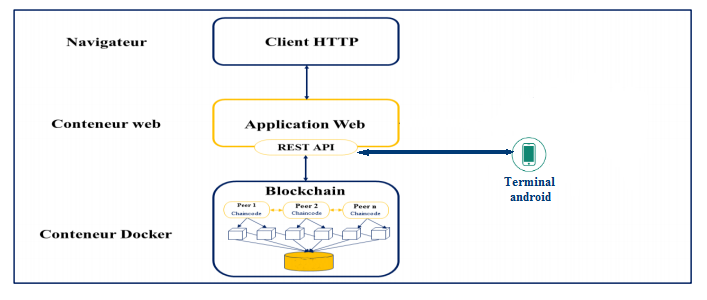 Navigateur
Client HTTP
Conteneur web
Application Web
REST API
Terminal
android
Blockchain
Peer 1
Chaincode
Peer 2
Chaincode
Peer n
Chaincode
Conteneur Docker